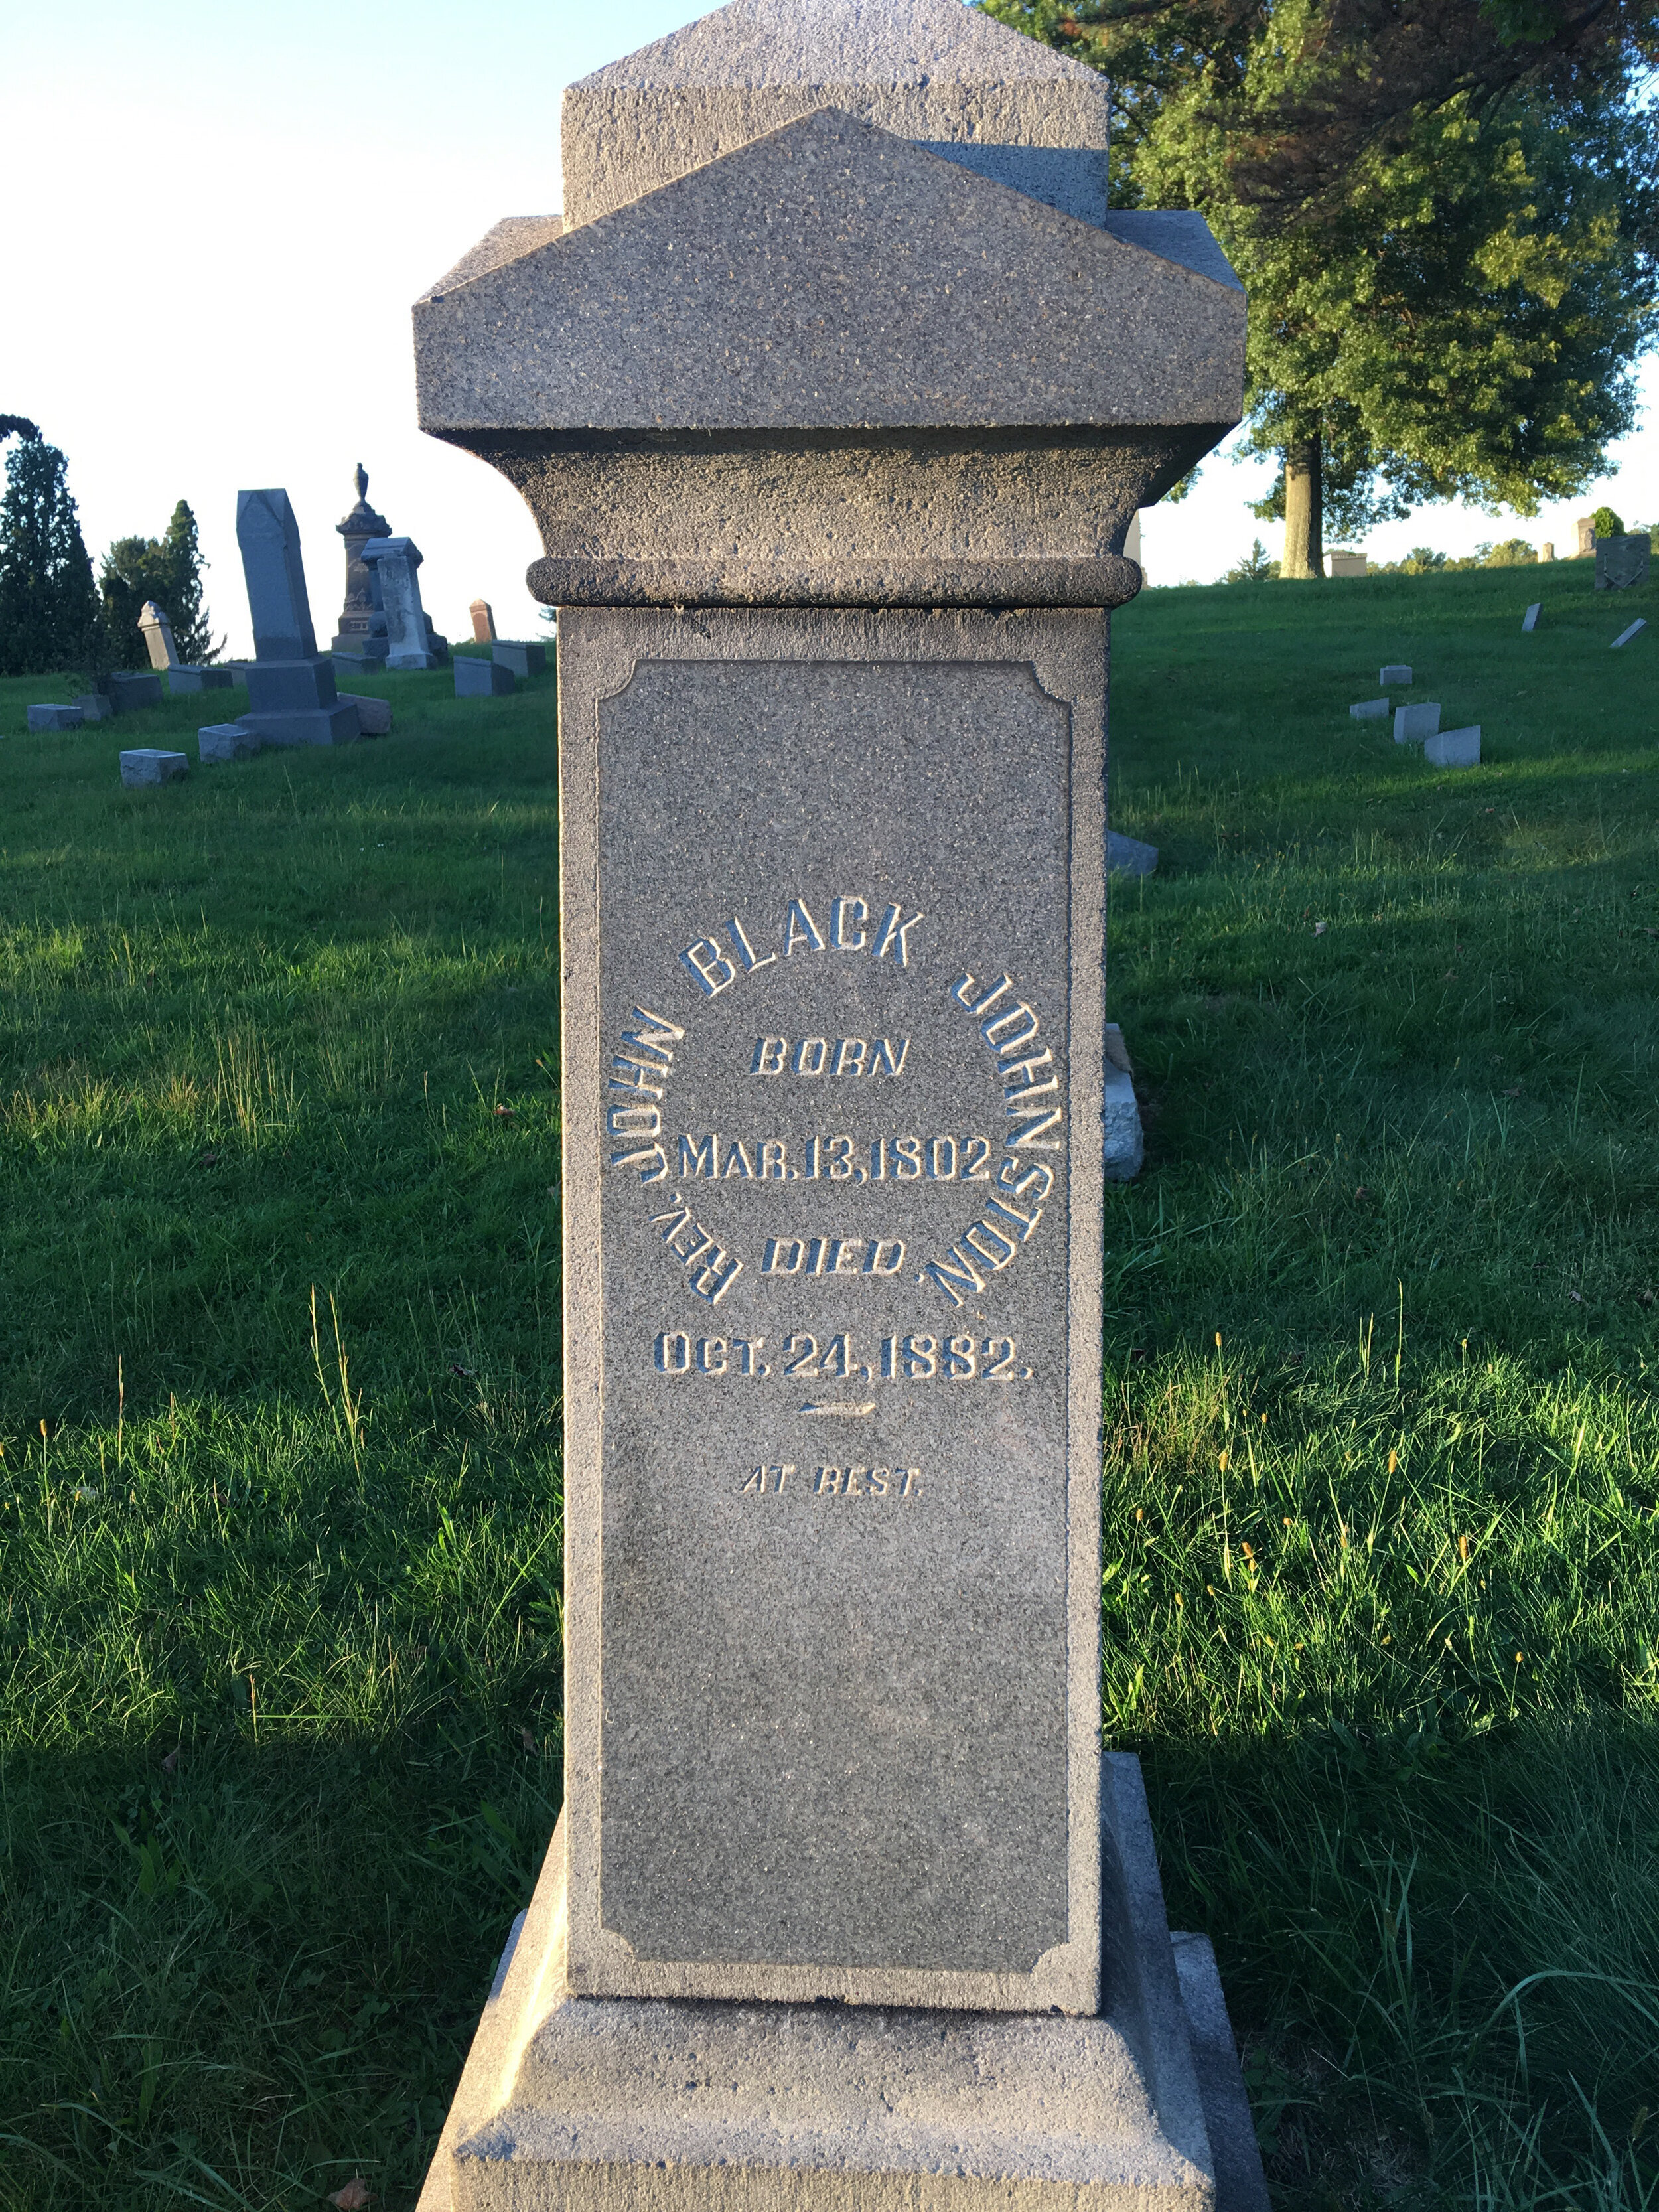 REV. JOHN BLACK JOHNSTON.
BORN
MAR. 13, 1802
DIED
OCT. 24, 1882.
AT REST.